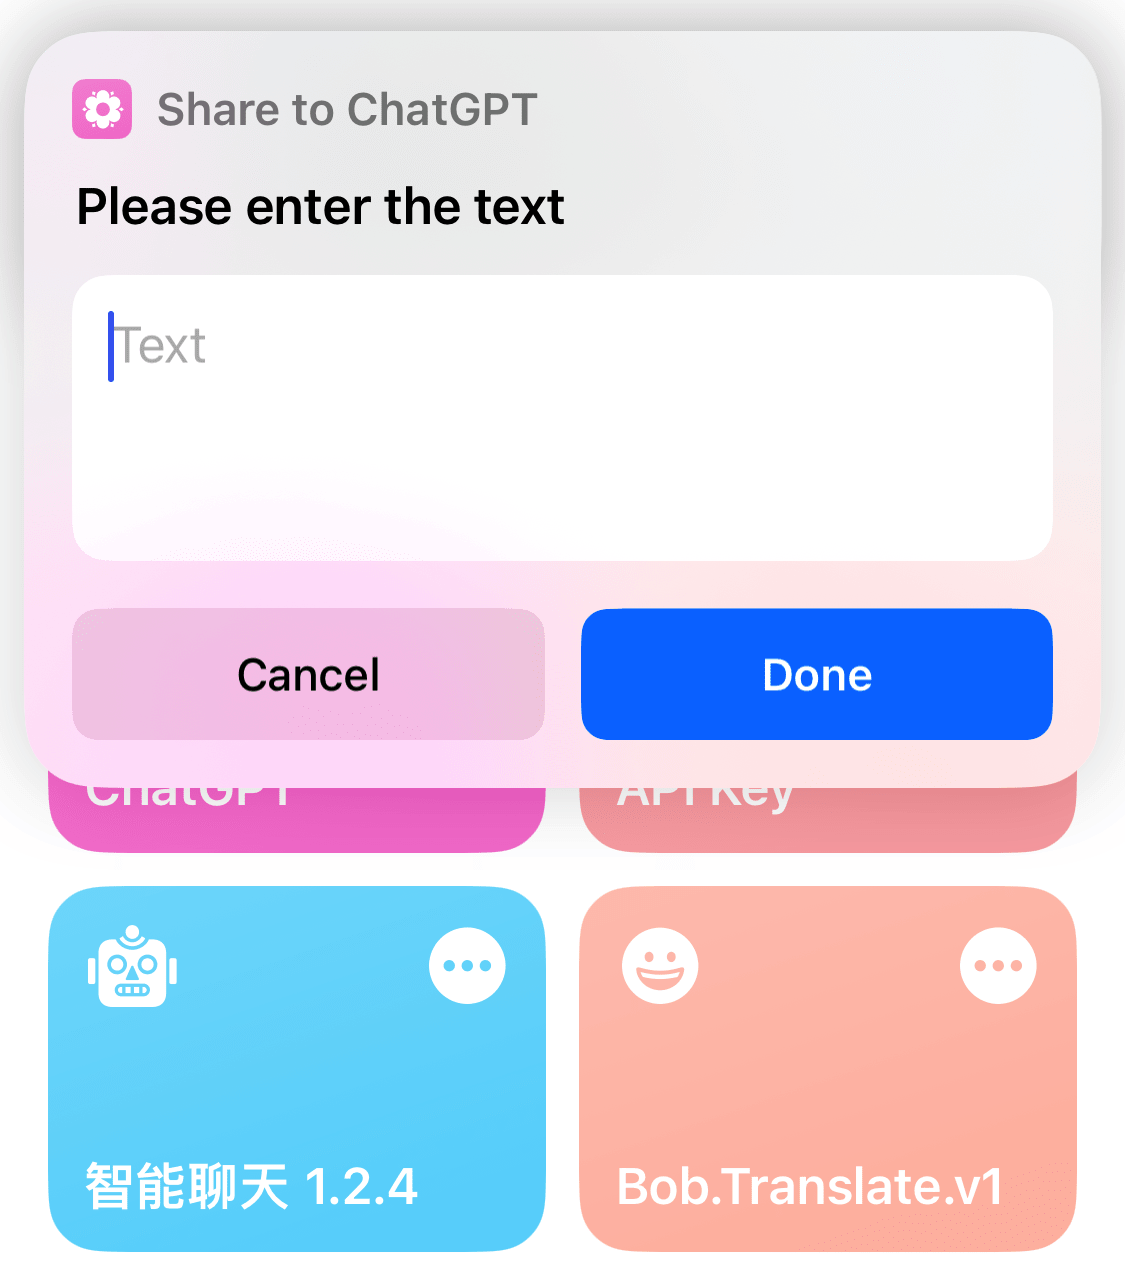 Share to ChatGPT
Please enter the text
Text
Cancel
Done
ChatGPT
API Key
智能聊天 1.2.4
Bob.Translate.v1